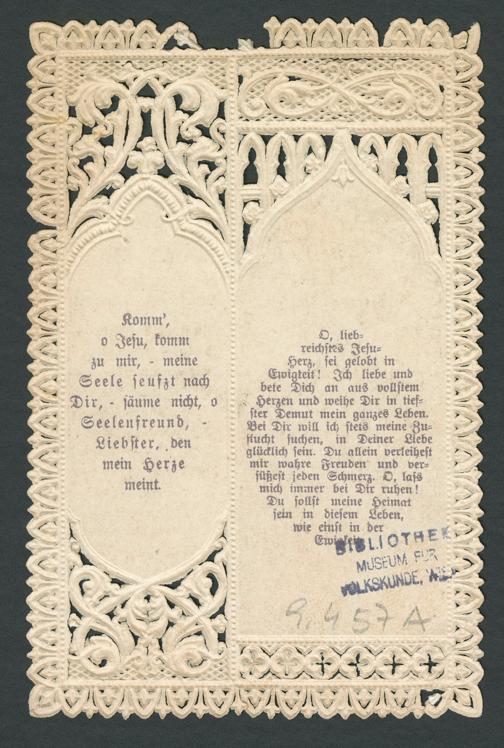 Komm',
o Jesu, komm
zu mir, - meine
Seele seufzt nach
Dir, - säume nicht, o
Seelenfreund, -
Liebster, den
mein Herze
meint.
O, lieb-
reichstes Jesu-
Herz, sei gelobt in
Ewigkeit! Ich liebe und
bete Dich an aus vollstem
Herzen und weihe Dir in tief-
ster Demut mein ganzes Leben.
Bei Dir will ich stets meine Zu-
flucht suchen, in Deiner Liebe
glücklich sein. Du allein verleihest
mir wahre Freuden und ver-
süßest jeden Schmerz. O, lass
mich immer bei Dir ruhen!
Du sollst meine Heimat
sein in diesem Leben,
wie einst in der
Ewigkeit
BIBLIOTHEK
MUSEUM FÜR
VOLKSKUNDE, WIEN
9.457 A